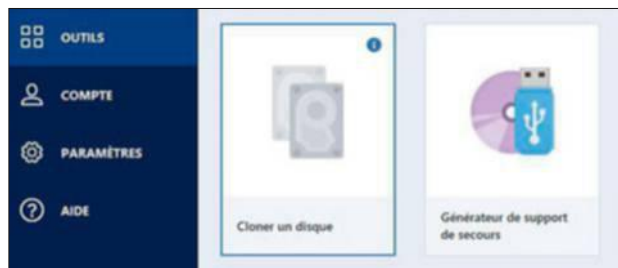 OUTILS
COMPTE
PARAMÈTRES
AIDE
Cloner un disque
Générateur de support
de secours